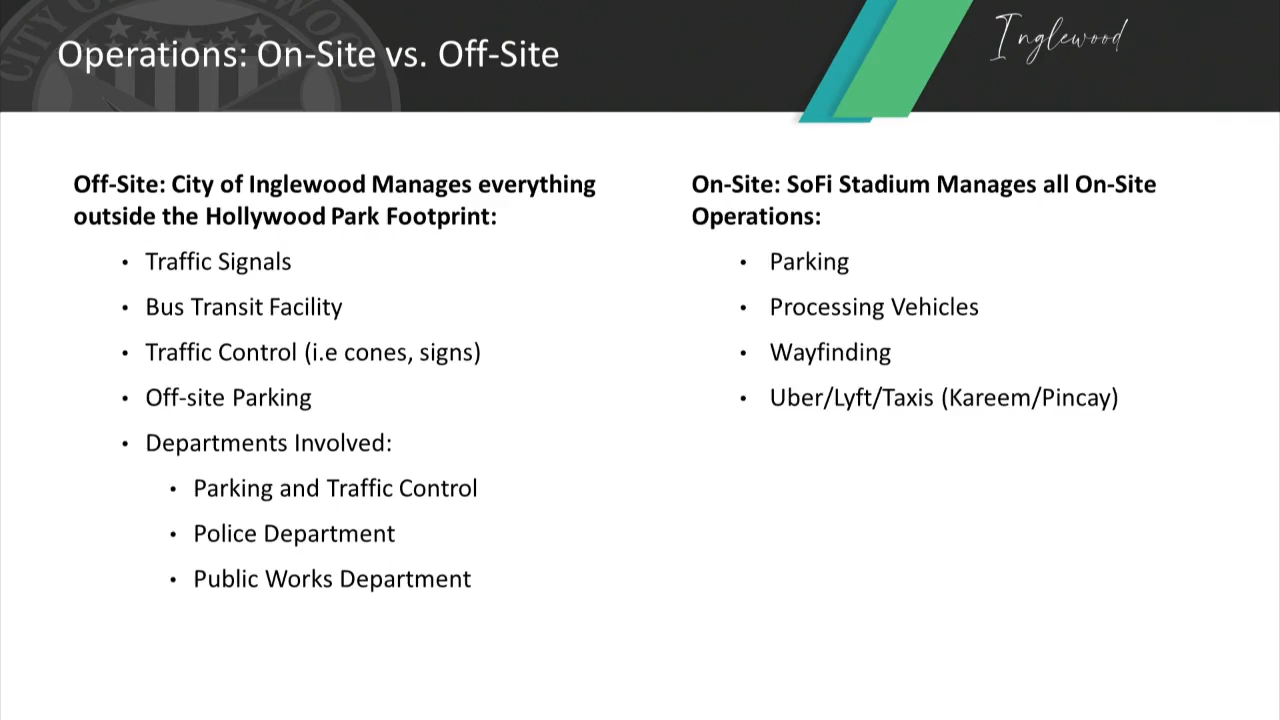 Operations: On-Site vs. Off-Site
Inglewood
CITY OF INGLEWOOD
Off-Site: City of Inglewood Manages everything
outside the Hollywood Park Footprint:
• Traffic Signals
• Bus Transit Facility
• Traffic Control (i.e cones, signs)
• Off-site Parking
• Departments Involved:
• Parking and Traffic Control
• Police Department
• Public Works Department
On-Site: SoFi Stadium Manages all On-Site
Operations:
• Parking
• Processing Vehicles
• Wayfinding
• Uber/Lyft/Taxis (Kareem/Pincay)